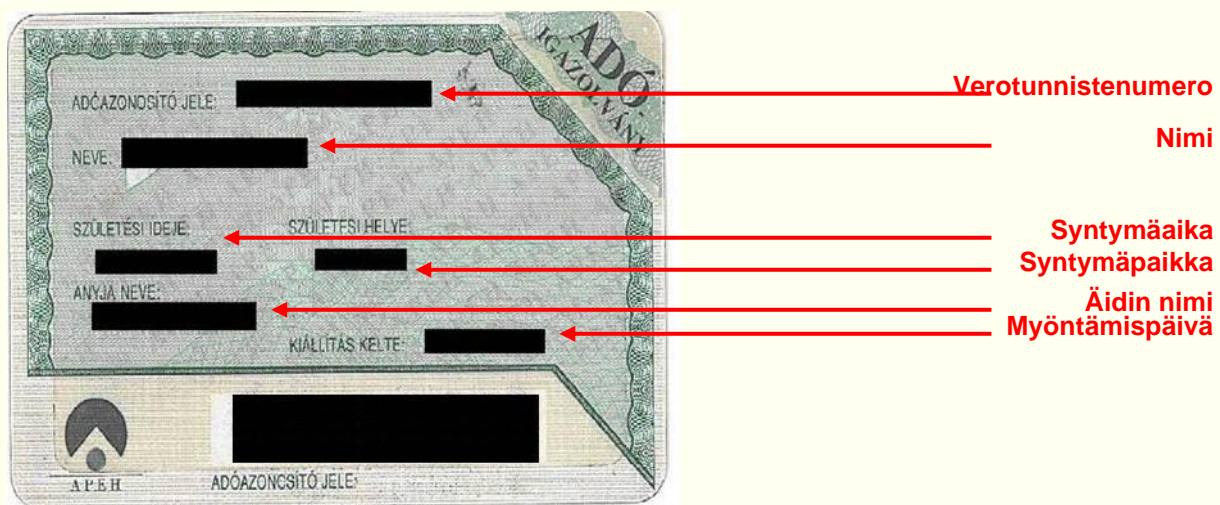 ADÓ-
IGAZOLVÁNY
ADÓAZONOSÍTÓ JELE:
Verotunnistenumero
NEVE:
Nimi
SZÜLETÉSI IDEJE:
SZÜLETÉSI HELYE:
Syntymäaika
Syntymäpaikka
ANYJA NEVE:
Äidin nimi
Myöntämispäivä
KIÁLLÍTÁS KELTE:
APEH
ADÓAZONOSÍTÓ JELE: